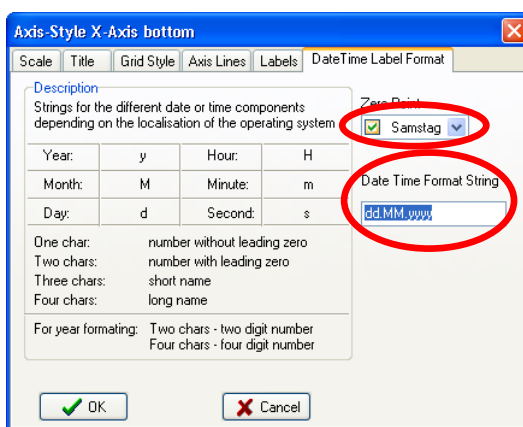 Axis-Style X-Axis bottom
Scale Title Grid Style Axis Lines Labels DateTime Label Format
Description
Strings for the different date or time components
depending on the localisation of the operating system
Zero Point
Samstag
Year: y Hour: H
Month: M Minute: m
Day: d Second: s
Date Time Format String
dd.MM.yyyy
One char: number without leading zero
Two chars: number with leading zero
Three chars: short name
Four chars: long name
For year formating: Two chars - two digit number
Four chars - four digit number
OK Cancel